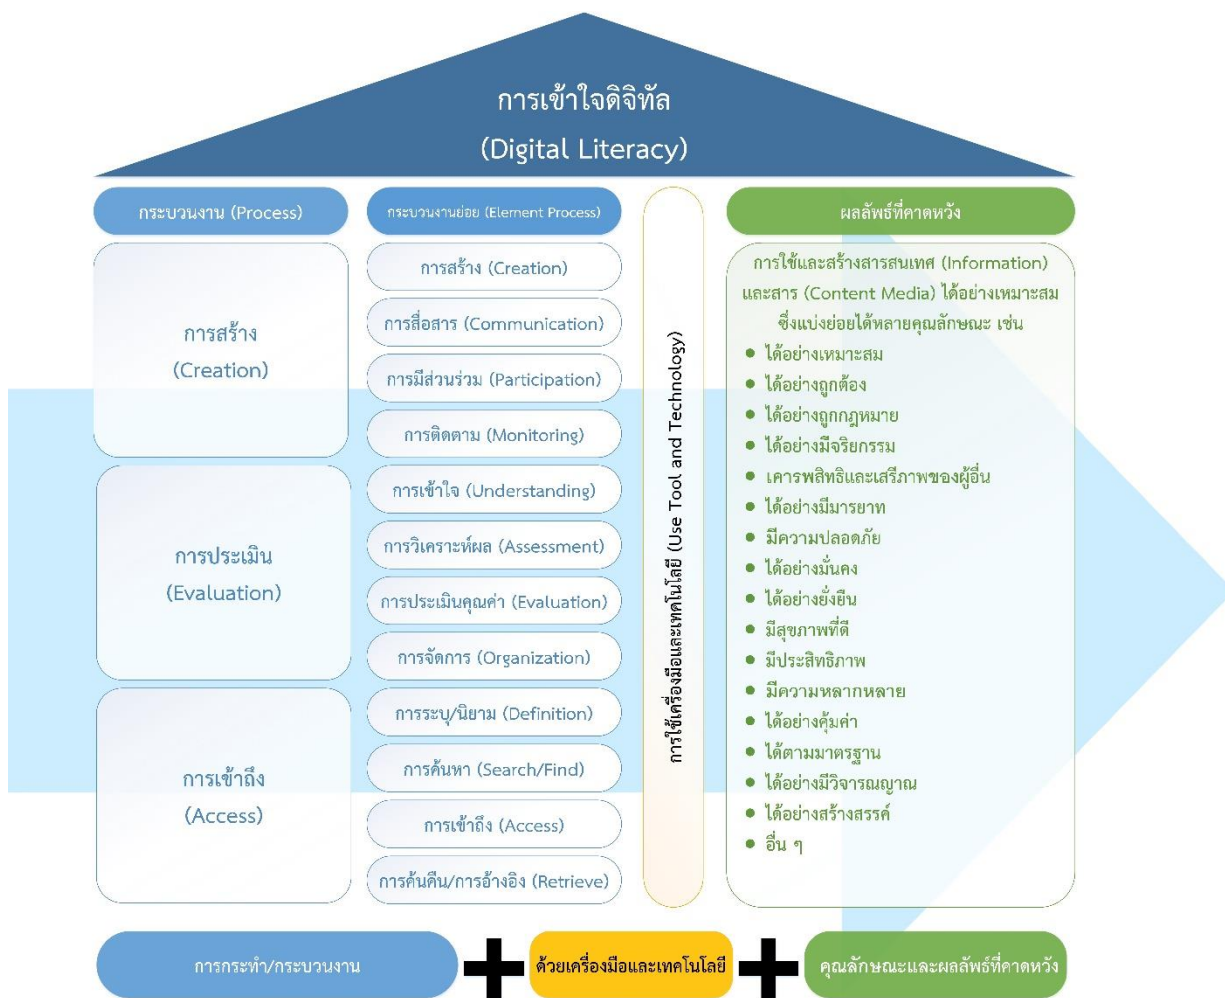 การเข้าใจดิจิทัล
(Digital Literacy)
กระบวนงาน (Process)
การสร้าง
(Creation)
การประเมิน
(Evaluation)
การเข้าถึง
(Access)
กระบวนงานย่อย (Element Process)
การสร้าง (Creation)
การสื่อสาร (Communication)
การมีส่วนร่วม (Participation)
การติดตาม (Monitoring)
การเข้าใจ (Understanding)
การวิเคราะห์ผล (Assessment)
การประเมินคุณค่า (Evaluation)
การจัดการ (Organization)
การระบุ/นิยาม (Definition)
การค้นหา (Search/Find)
การเข้าถึง (Access)
การค้นคืน/การอ้างอิง (Retrieve)
การใช้เครื่องมือและเทคโนโลยี (Use Tool and Technology)
ผลลัพธ์ที่คาดหวัง
การใช้และสร้างสารสนเทศ (Information)
และสาร (Content Media) ได้อย่างเหมาะสม
ซึ่งแบ่งย่อยได้หลายคุณลักษณะ เช่น
● ได้อย่างเหมาะสม
● ได้อย่างถูกต้อง
● ได้อย่างถูกกฎหมาย
● ได้อย่างมีจริยกรรม
● เคารพสิทธิและเสรีภาพของผู้อื่น
● ได้อย่างมีมารยาท
● มีความปลอดภัย
● ได้อย่างมั่นคง
● ได้อย่างยั่งยืน
● มีสุขภาพที่ดี
● มีประสิทธิภาพ
● มีความหลากหลาย
● ได้อย่างคุ้มค่า
● ได้ตามมาตรฐาน
● ได้อย่างมีวิจารณญาณ
● ได้อย่างสร้างสรรค์
● อื่น ๆ
การกระทำ/กระบวนงาน
+
ด้วยเครื่องมือและเทคโนโลยี
+
คุณลักษณะและผลลัพธ์ที่คาดหวัง